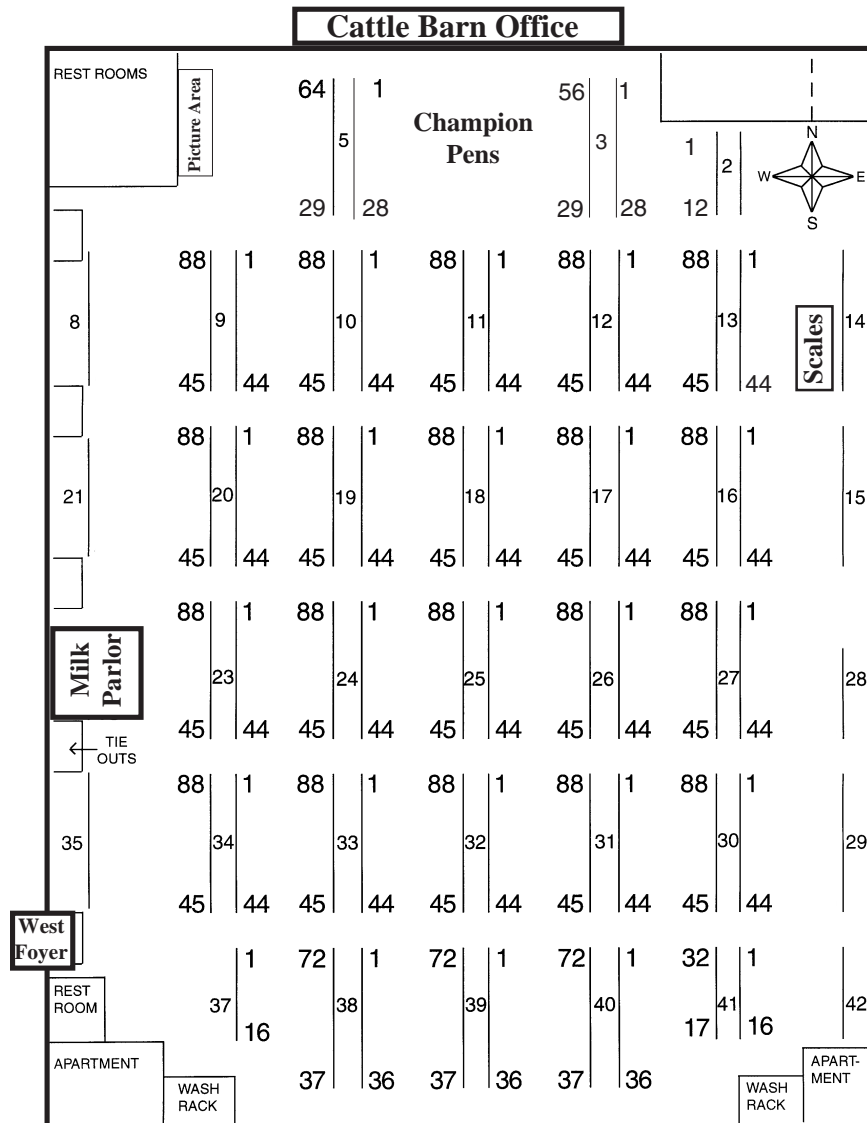 Cattle Barn Office
REST ROOMS
Picture Area
64 1
5
29 28
Champion
Pens
56 1
3
29 28
1
2
12
N
W E
S
88 1 88 1 88 1 88 1 88 1
8 9 10 11 12 13 Scales 14
45 44 45 44 45 44 45 44 45 44
88 1 88 1 88 1 88 1 88 1
21 20 19 18 17 16 15
45 44 45 44 45 44 45 44 45 44
88 1 88 1 88 1 88 1 88 1
Milk
Parlor
23 24 25 26 27 28
45 44 45 44 45 44 45 44 45 44
TIE
OUTS
88 1 88 1 88 1 88 1 88 1
35 34 33 32 31 30 29
45 44 45 44 45 44 45 44 45 44
West
Foyer
1 72 1 72 1 72 1 32 1
REST
ROOM
37 38 39 40 41 42
16 17 16
APARTMENT
37 36 37 36 37 36
WASH
RACK
WASH
RACK
APART-
MENT